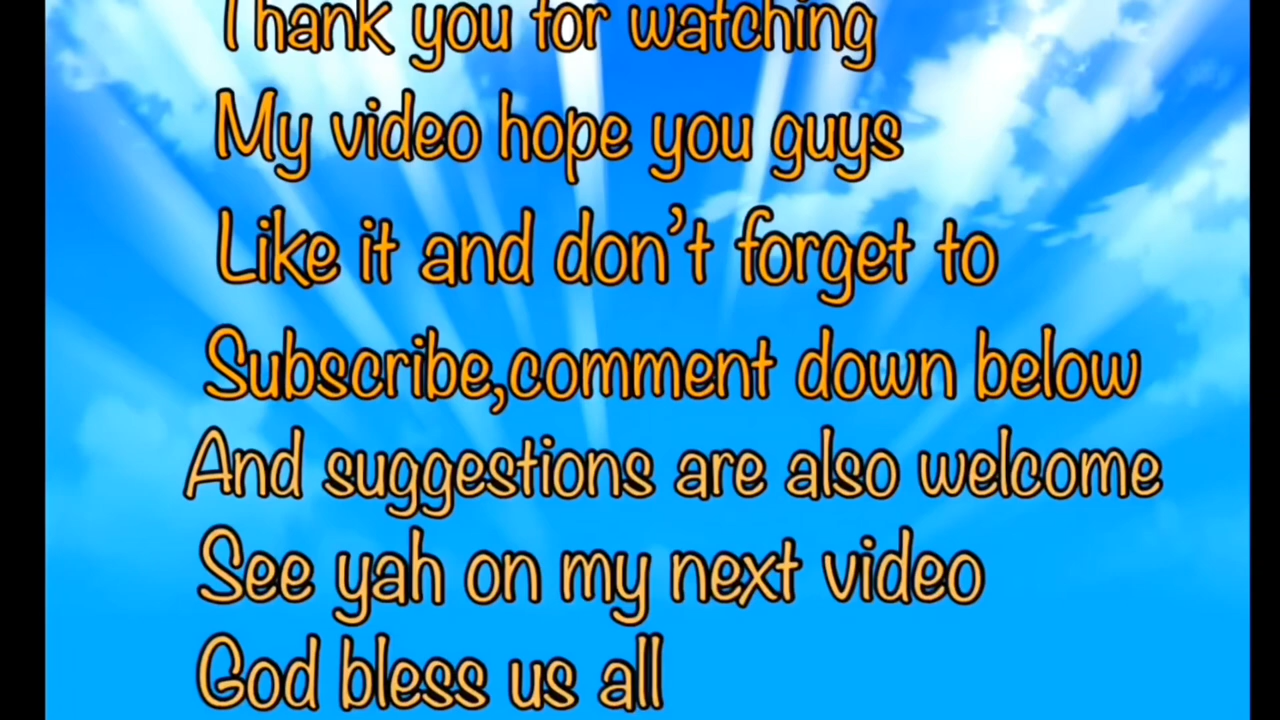 Thank you for watching
My video hope you guys
Like it and don't forget to
Subscribe,comment down below
And suggestions are also welcome
See yah on my next video
God bless us all